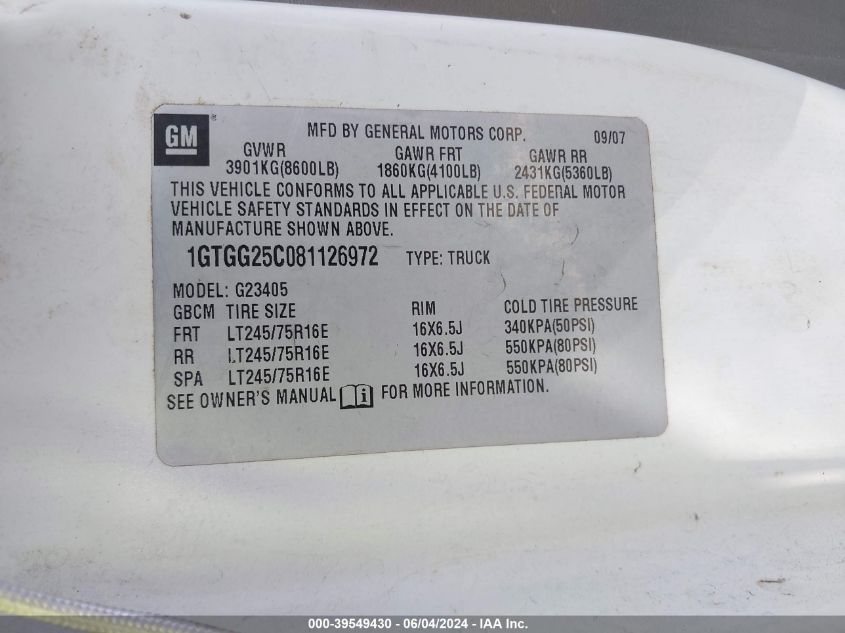 GM
MFD BY GENERAL MOTORS CORP. 09/07
GVWR GAWR FRT GAWR RR
3901KG(8600LB) 1860KG(4100LB) 2431KG(5360LB)
THIS VEHICLE CONFORMS TO ALL APPLICABLE U.S. FEDERAL MOTOR
VEHICLE SAFETY STANDARDS IN EFFECT ON THE DATE OF
MANUFACTURE SHOWN ABOVE.
1GTGG25C081126972 TYPE: TRUCK
MODEL: G23405
GBCM TIRE SIZE RIM COLD TIRE PRESSURE
FRT LT245/75R16E 16X6.5J 340KPA(50PSI)
RR LT245/75R16E 16X6.5J 550KPA(80PSI)
SPA LT245/75R16E 16X6.5J 550KPA(80PSI)
SEE OWNER'S MANUAL i FOR MORE INFORMATION.
000-39549430 - 06/04/2024 - IAA Inc.